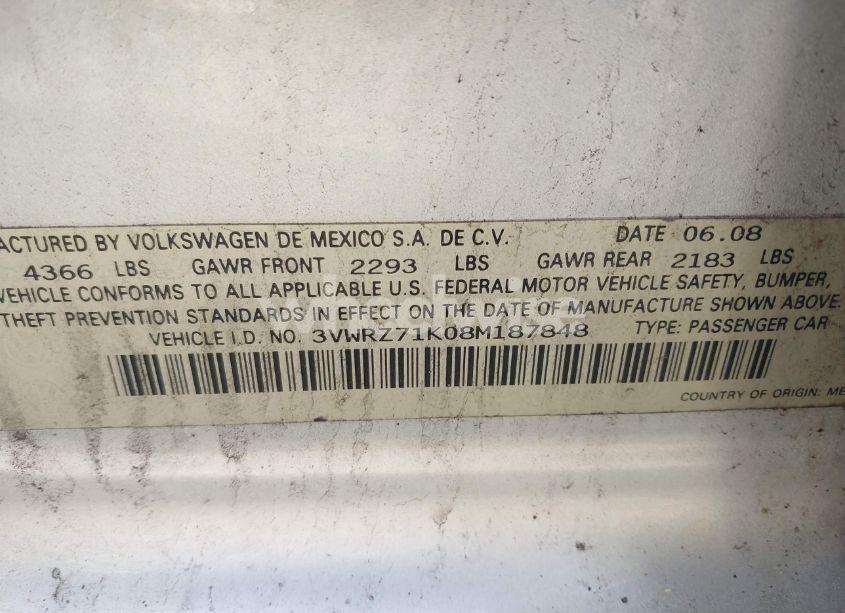 ACTURED BY VOLKSWAGEN DE MEXICO S.A. DE C.V. DATE 06.08
4366 LBS GAWR FRONT 2293 LBS GAWR REAR 2183 LBS
VEHICLE CONFORMS TO ALL APPLICABLE U.S. FEDERAL MOTOR VEHICLE SAFETY, BUMPER,
THEFT PREVENTION STANDARDS IN EFFECT ON THE DATE OF MANUFACTURE SHOWN ABOVE.
VEHICLE I.D. NO. 3VWRZ71K08M187848 TYPE: PASSENGER CAR
COUNTRY OF ORIGIN: ME